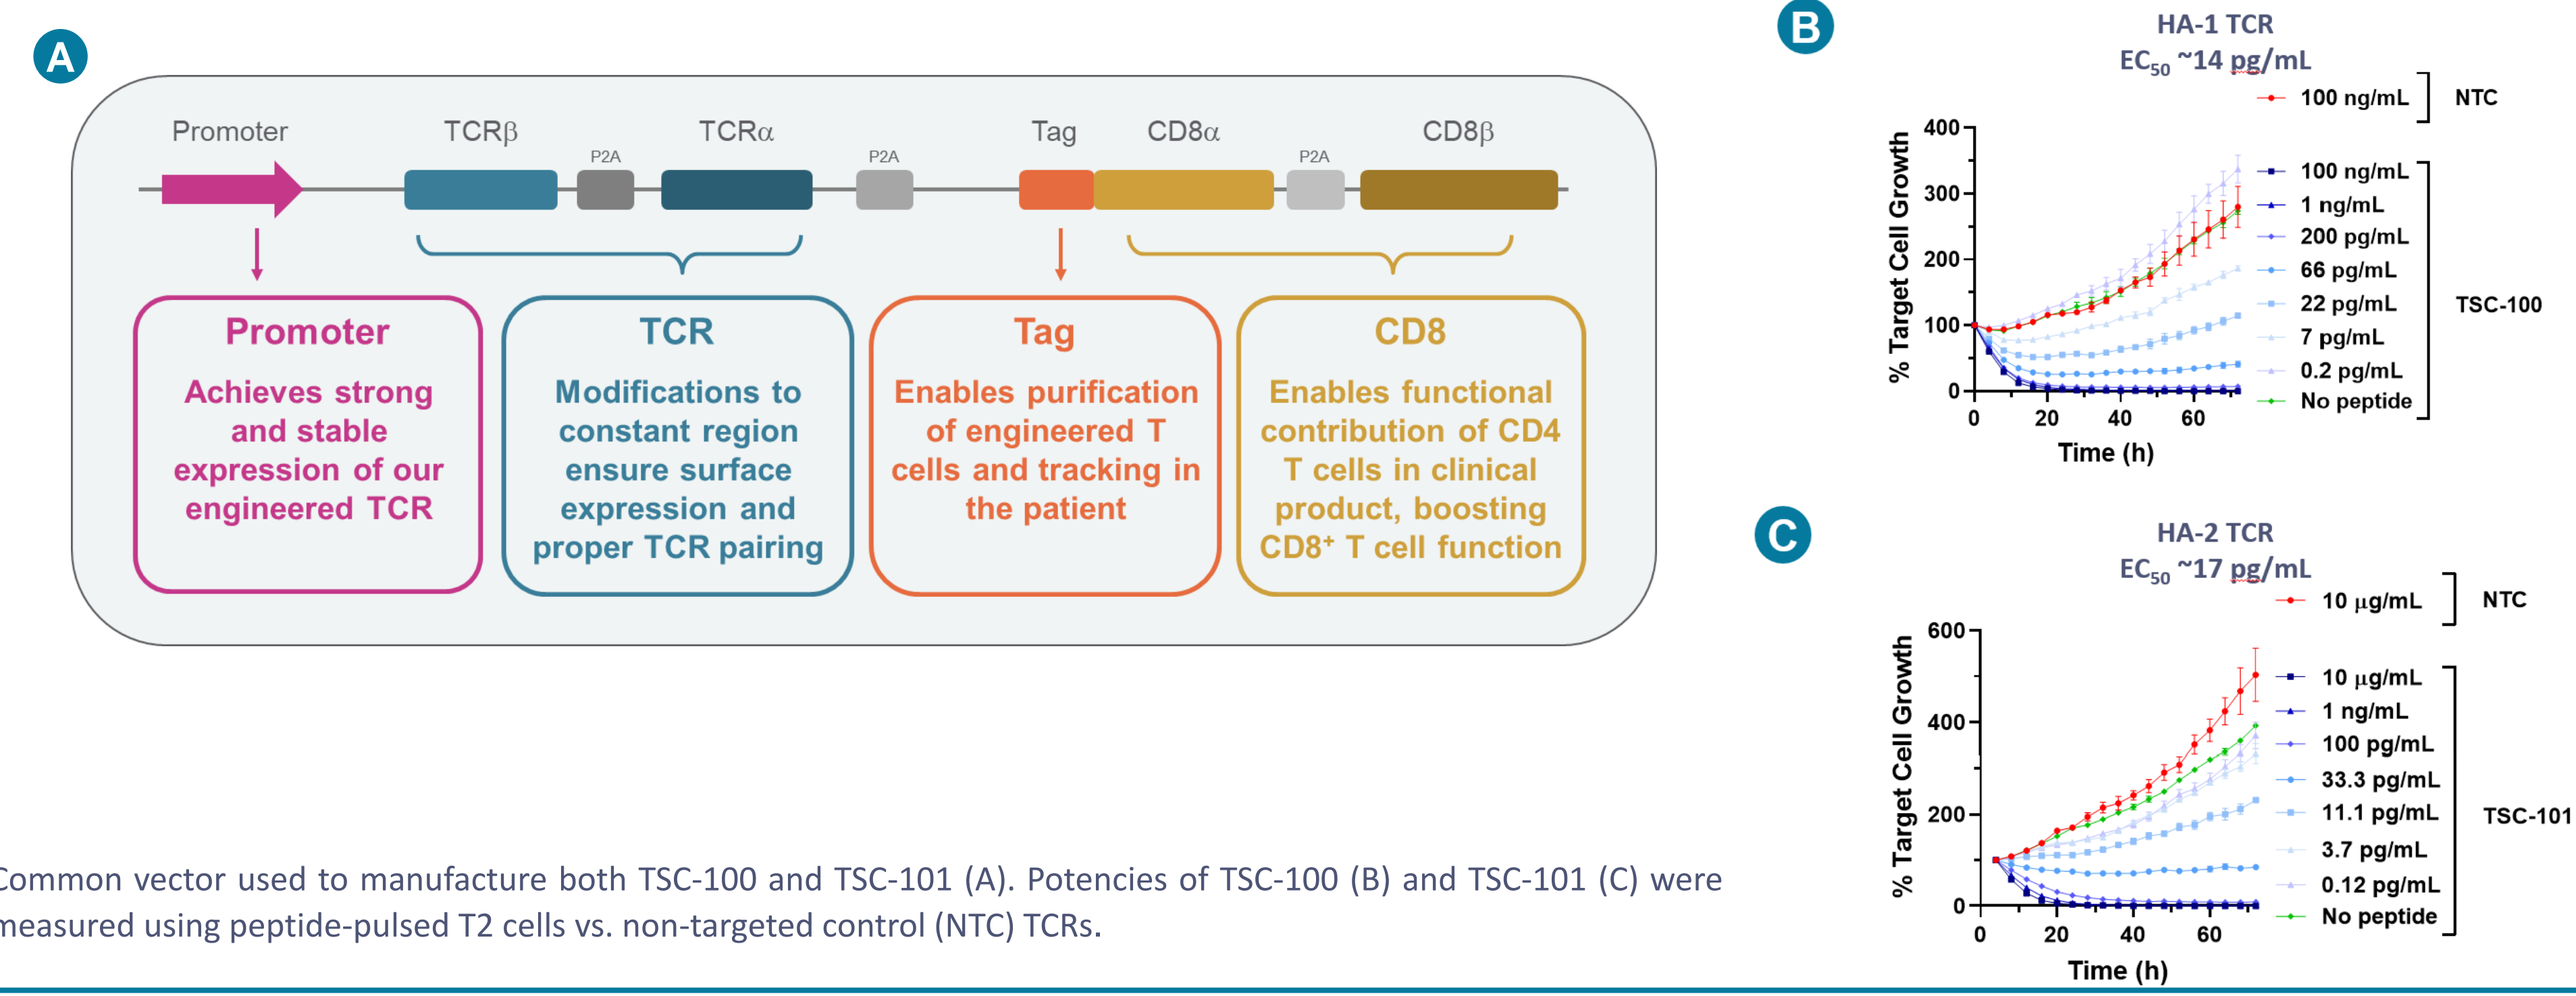 A
Promoter
TCRβ
P2A
TCRα
P2A
Tag
CD8α
P2A
CD8β
Promoter
Achieves strong
and stable
expression of our
engineered TCR
TCR
Modifications to
constant region
ensure surface
expression and
proper TCR pairing
Tag
Enables purification
of engineered T
cells and tracking in
the patient
CD8
Enables functional
contribution of CD4
T cells in clinical
product, boosting
CD8⁺ T cell function
B
HA-1 TCR
EC₅₀ ~14 pg/mL
100 ng/mL
NTC
100 ng/mL
1 ng/mL
200 pg/mL
66 pg/mL
22 pg/mL
7 pg/mL
0.2 pg/mL
No peptide
TSC-100
% Target Cell Growth
400
300
200
100
0
0 20 40 60
Time (h)
C
HA-2 TCR
EC₅₀ ~17 pg/mL
10 µg/mL
NTC
10 µg/mL
1 ng/mL
100 pg/mL
33.3 pg/mL
11.1 pg/mL
3.7 pg/mL
0.12 pg/mL
No peptide
TSC-101
% Target Cell Growth
600
400
200
0
0 20 40 60
Time (h)
Common vector used to manufacture both TSC-100 and TSC-101 (A). Potencies of TSC-100 (B) and TSC-101 (C) were
measured using peptide-pulsed T2 cells vs. non-targeted control (NTC) TCRs.